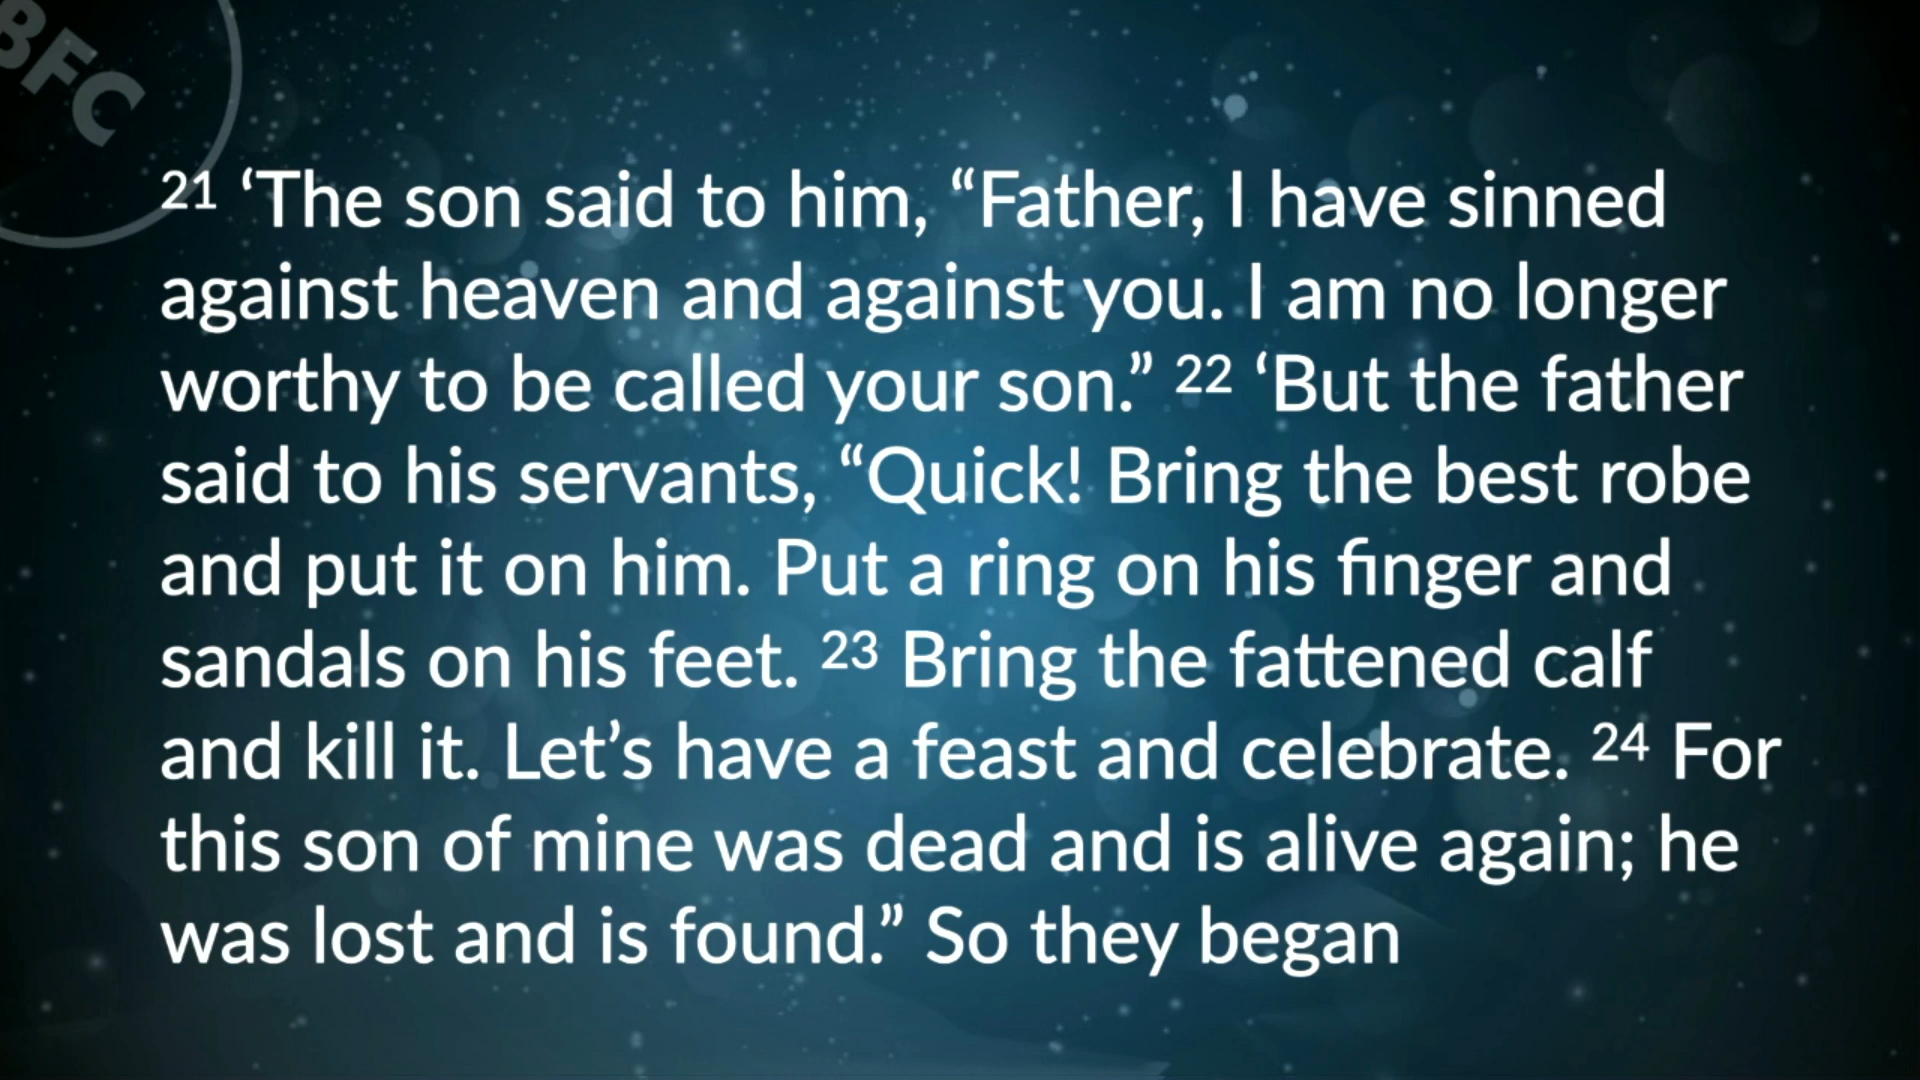 BFC
21 ‘The son said to him, “Father, I have sinned
against heaven and against you. I am no longer
worthy to be called your son.” 22 ‘But the father
said to his servants, “Quick! Bring the best robe
and put it on him. Put a ring on his finger and
sandals on his feet. 23 Bring the fattened calf
and kill it. Let’s have a feast and celebrate. 24 For
this son of mine was dead and is alive again; he
was lost and is found.” So they began